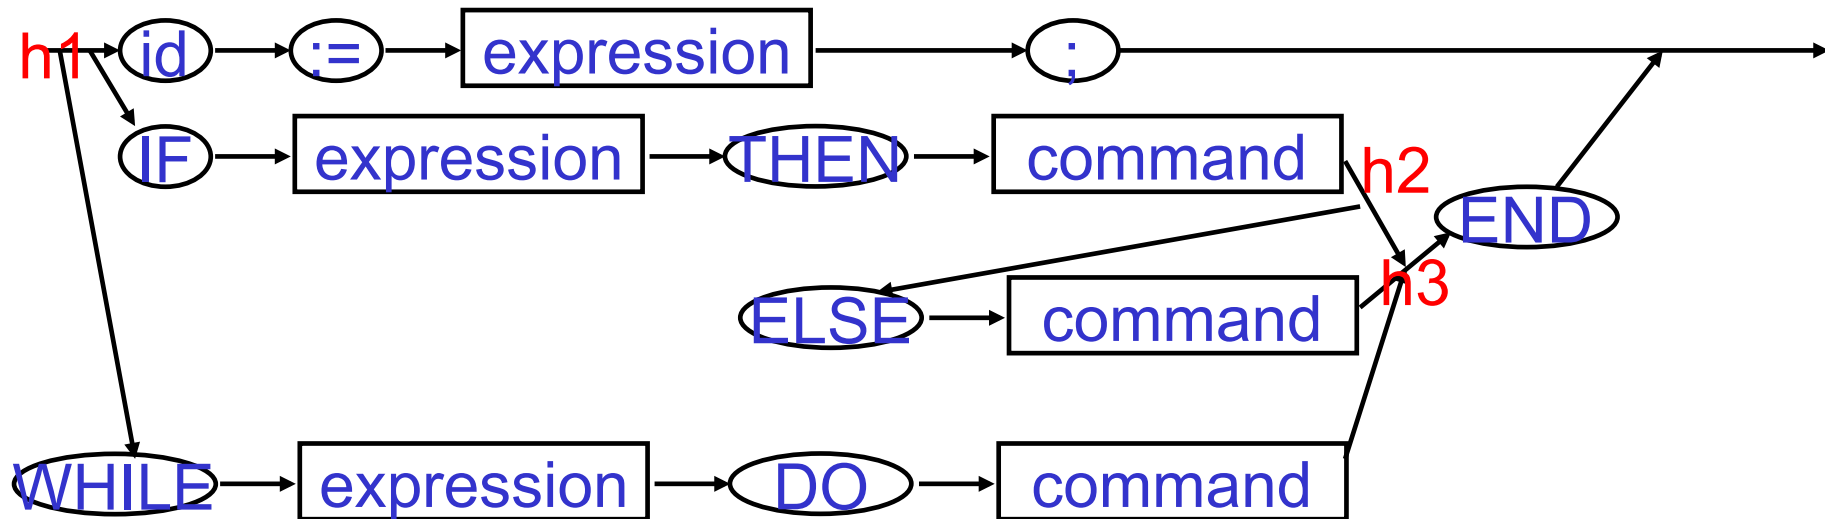 h1 id := expression ;
IF expression THEN command h2
END
ELSE command h3
WHILE expression DO command